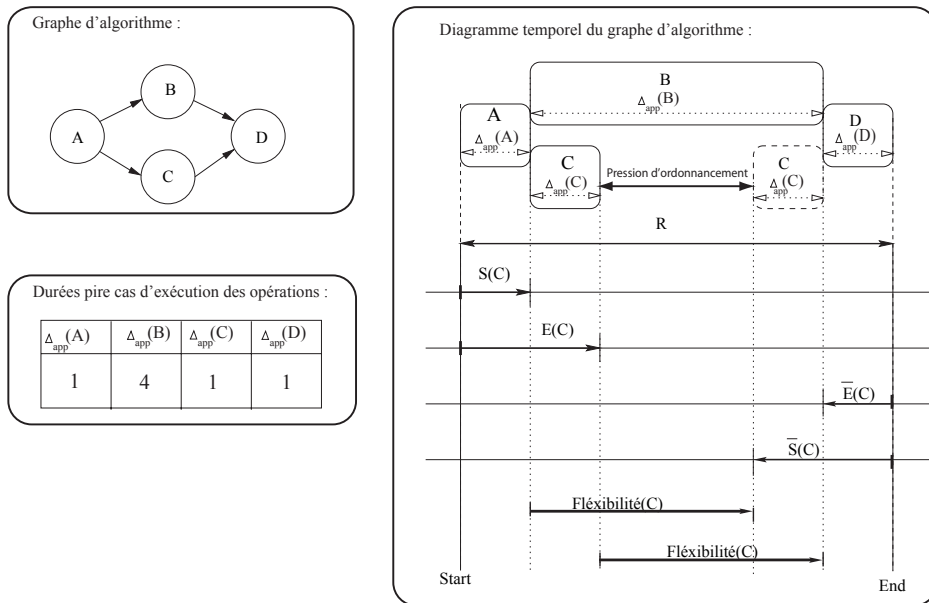 Graphe d'algorithme :
A
B
C
D
Durées pire cas d'exécution des opérations :
Δapp(A) Δapp(B) Δapp(C) Δapp(D)
1 4 1 1
Diagramme temporel du graphe d'algorithme :
B
Δapp(B)
A
Δapp(A)
D
Δapp(D)
C
Δapp(C)
Pression d'ordonnancement
C
Δapp(C)
R
S(C)
E(C)
E̅(C)
S̅(C)
Fléxibilité(C)
Fléxibilité(C)
Start
End